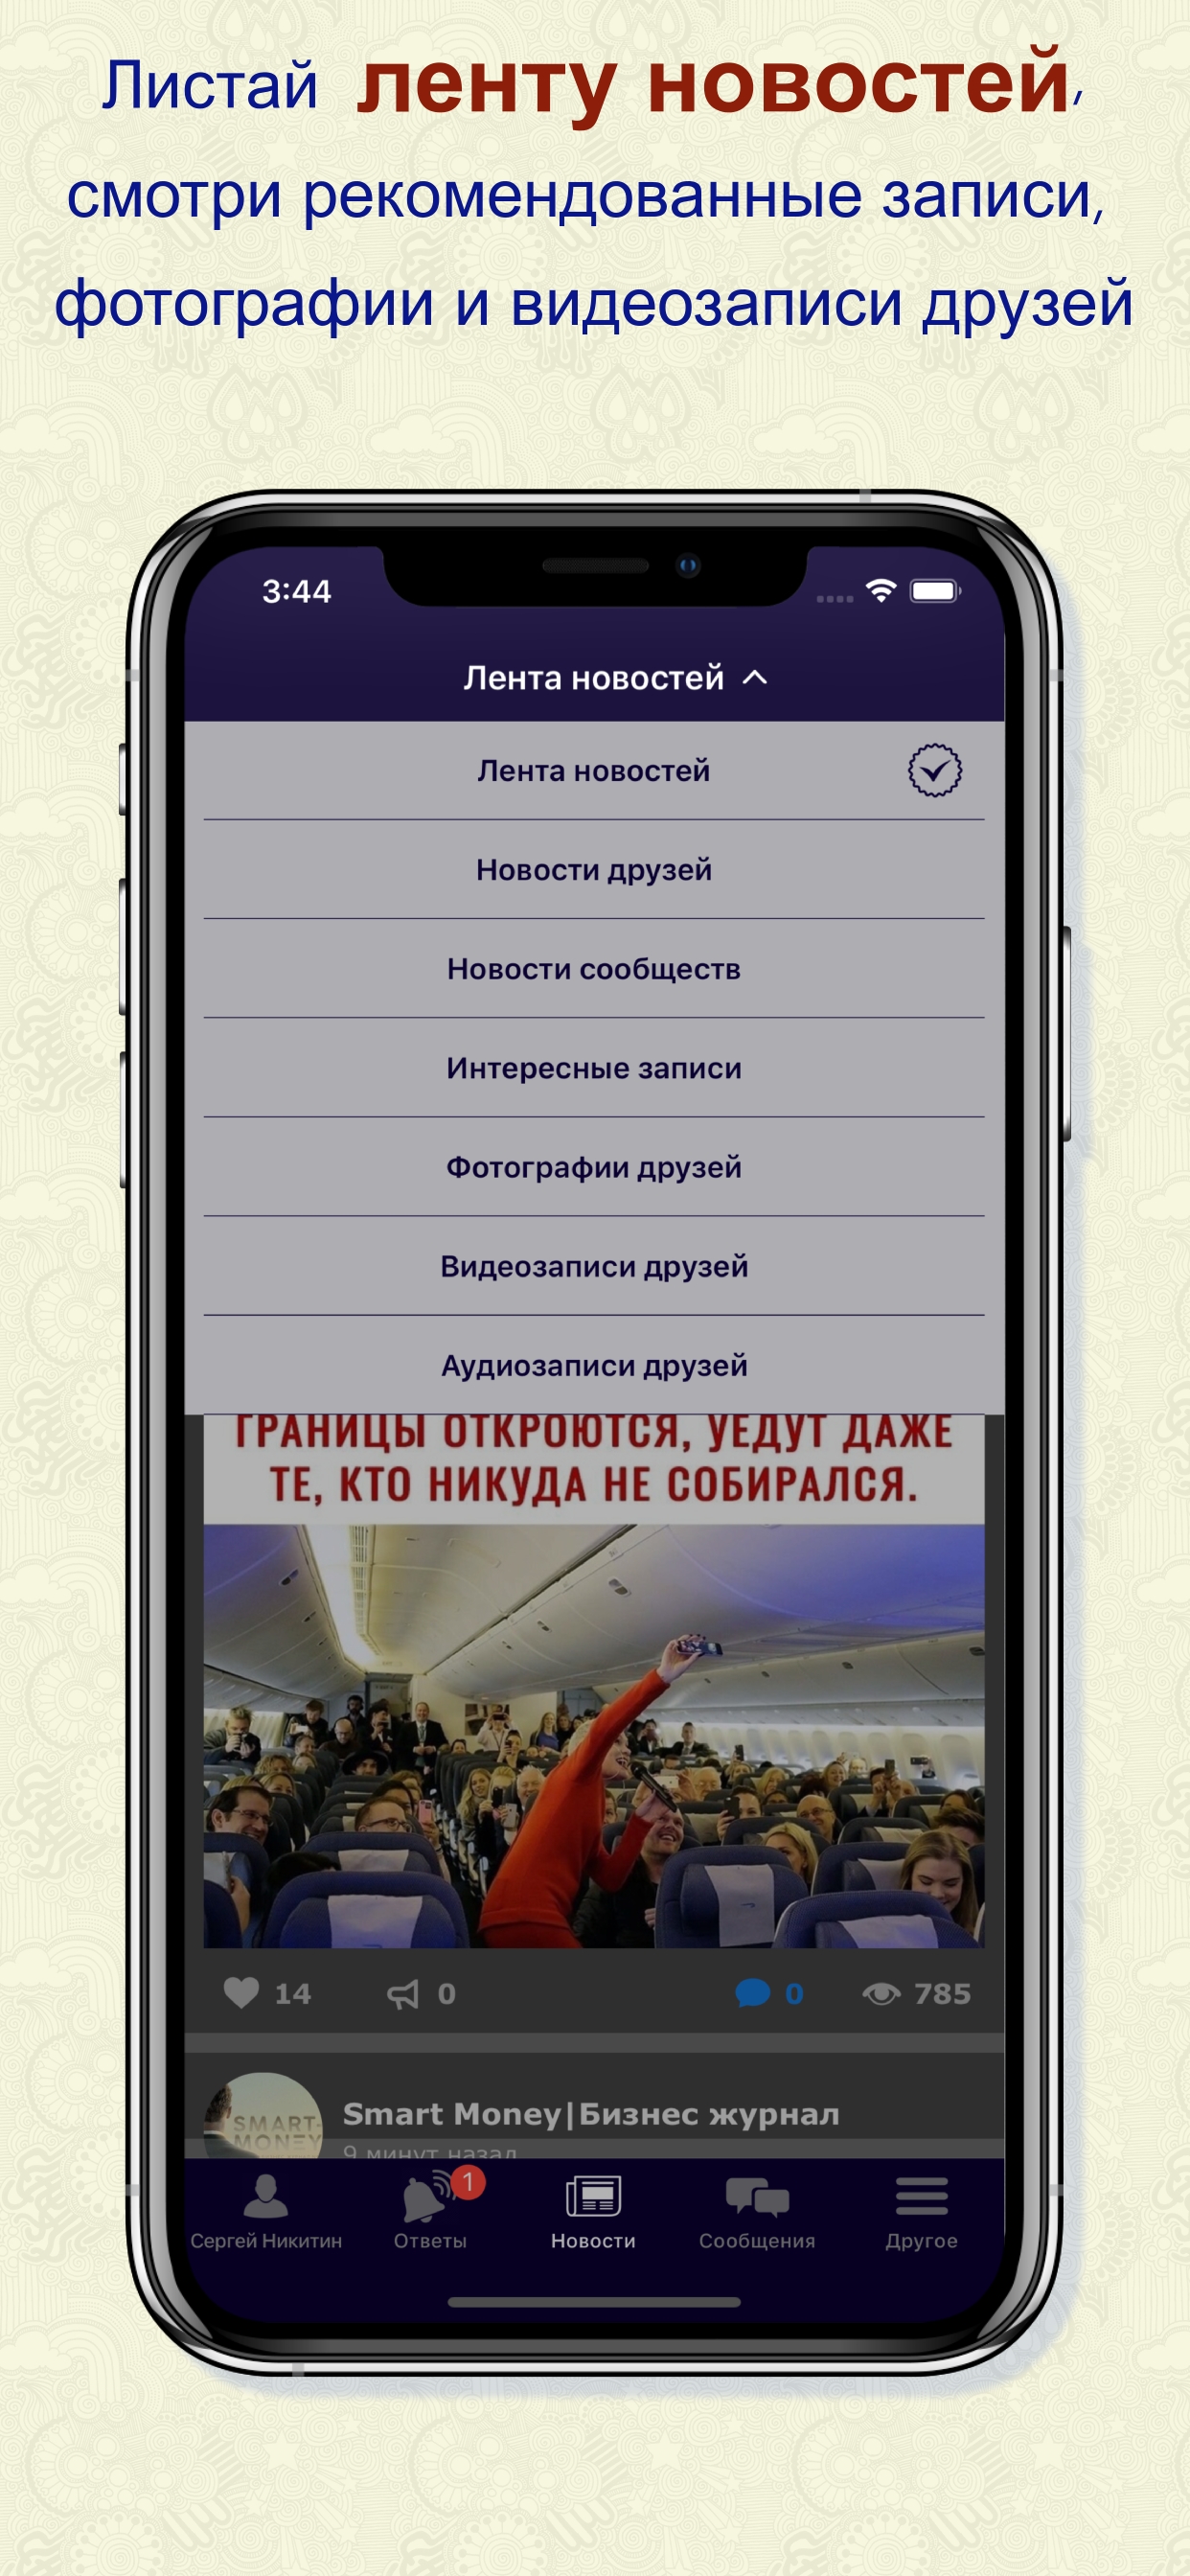 Листай ленту новостей,
смотри рекомендованные записи,
фотографии и видеозаписи друзей
3:44
Лента новостей
Лента новостей
Новости друзей
Новости сообществ
Интересные записи
Фотографии друзей
Видеозаписи друзей
Аудиозаписи друзей
ГРАНИЦЫ ОТКРОЮТСЯ, УЕДУТ ДАЖЕ
ТЕ, КТО НИКУДА НЕ СОБИРАЛСЯ.
14 0 0 785
SMART-
MONEY
Smart Money|Бизнес журнал
9 минут назад
1
Сергей Никитин Ответы Новости Сообщения Другое